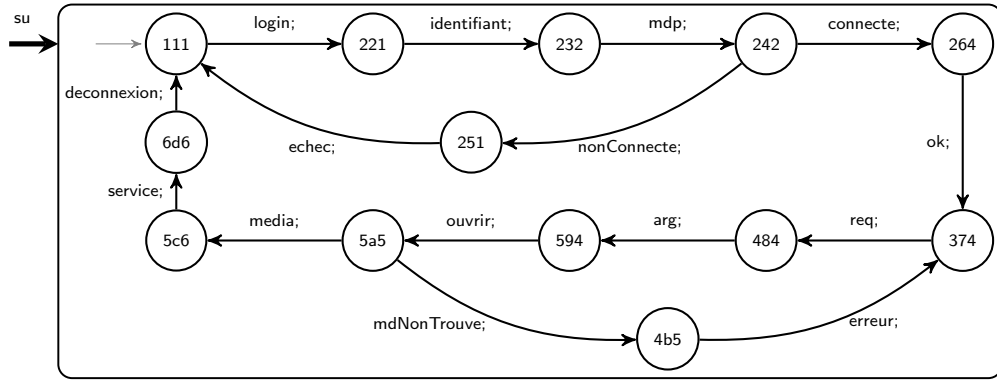 su
login;
identifiant;
mdp;
connecte;
111
221
232
242
264
deconnexion;
6d6
251
echec;
nonConnecte;
ok;
service;
media;
ouvrir;
arg;
req;
5c6
5a5
594
484
374
mdNonTrouve;
4b5
erreur;